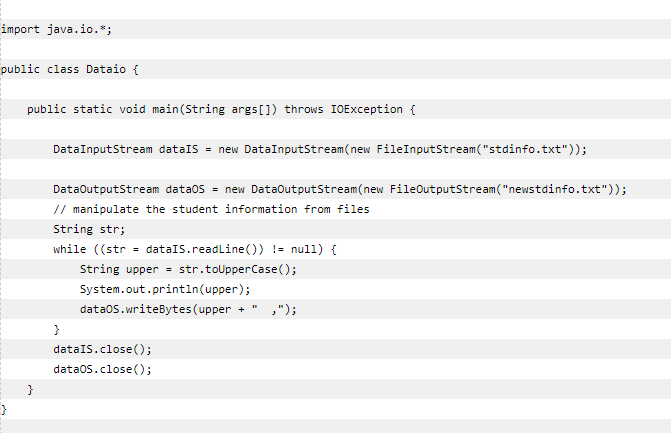 import java.io.*;
public class Dataio {
public static void main(String args[]) throws IOException {
DataInputStream dataIS = new DataInputStream(new FileInputStream("stdinfo.txt"));
DataOutputStream dataOS = new DataOutputStream(new FileOutputStream("newstdinfo.txt"));
// manipulate the student information from files
String str;
while ((str = dataIS.readLine()) != null) {
String upper = str.toUpperCase();
System.out.println(upper);
dataOS.writeBytes(upper + "  ,");
}
dataIS.close();
dataOS.close();
}
}